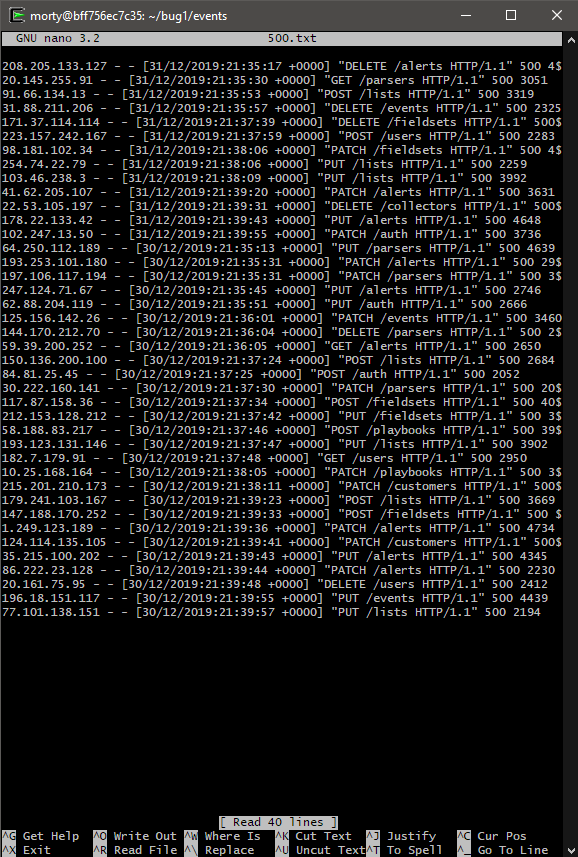 morty@bff756ec7c35: ~/bug1/events
GNU nano 3.2 500.txt
208.205.133.127 - - [31/12/2019:21:35:17 +0000] "DELETE /alerts HTTP/1.1" 500 4$
20.145.255.91 - - [31/12/2019:21:35:30 +0000] "GET /parsers HTTP/1.1" 500 3051
91.66.134.13 - - [31/12/2019:21:35:53 +0000] "POST /lists HTTP/1.1" 500 3319
31.88.211.206 - - [31/12/2019:21:35:57 +0000] "DELETE /events HTTP/1.1" 500 2325
171.37.114.114 - - [31/12/2019:21:37:39 +0000] "DELETE /fieldsets HTTP/1.1" 500$
223.157.242.167 - - [31/12/2019:21:37:59 +0000] "POST /users HTTP/1.1" 500 2283
98.181.102.34 - - [31/12/2019:21:38:06 +0000] "PATCH /fieldsets HTTP/1.1" 500 4$
254.74.22.79 - - [31/12/2019:21:38:06 +0000] "PUT /lists HTTP/1.1" 500 2259
103.46.238.3 - - [31/12/2019:21:38:09 +0000] "PUT /lists HTTP/1.1" 500 3992
41.62.205.107 - - [31/12/2019:21:39:20 +0000] "PATCH /alerts HTTP/1.1" 500 3631
22.53.105.197 - - [31/12/2019:21:39:31 +0000] "DELETE /collectors HTTP/1.1" 500$
178.22.133.42 - - [31/12/2019:21:39:43 +0000] "PUT /alerts HTTP/1.1" 500 4648
102.247.13.50 - - [31/12/2019:21:39:55 +0000] "PATCH /auth HTTP/1.1" 500 3736
64.250.112.189 - - [30/12/2019:21:35:13 +0000] "PUT /parsers HTTP/1.1" 500 4639
193.253.101.180 - - [30/12/2019:21:35:31 +0000] "PATCH /alerts HTTP/1.1" 500 29$
197.106.117.194 - - [30/12/2019:21:35:31 +0000] "PATCH /parsers HTTP/1.1" 500 3$
247.124.71.67 - - [30/12/2019:21:35:45 +0000] "PUT /alerts HTTP/1.1" 500 2746
62.88.204.119 - - [30/12/2019:21:35:51 +0000] "PUT /auth HTTP/1.1" 500 2666
125.156.142.26 - - [30/12/2019:21:36:01 +0000] "PATCH /events HTTP/1.1" 500 3460
144.170.212.70 - - [30/12/2019:21:36:04 +0000] "DELETE /parsers HTTP/1.1" 500 2$
59.39.200.252 - - [30/12/2019:21:36:05 +0000] "GET /alerts HTTP/1.1" 500 2650
150.136.200.100 - - [30/12/2019:21:37:24 +0000] "POST /lists HTTP/1.1" 500 2684
84.81.25.45 - - [30/12/2019:21:37:25 +0000] "POST /auth HTTP/1.1" 500 2052
30.222.160.141 - - [30/12/2019:21:37:30 +0000] "PATCH /parsers HTTP/1.1" 500 20$
117.87.158.36 - - [30/12/2019:21:37:34 +0000] "POST /fieldsets HTTP/1.1" 500 40$
212.153.128.212 - - [30/12/2019:21:37:42 +0000] "PUT /fieldsets HTTP/1.1" 500 3$
58.188.83.217 - - [30/12/2019:21:37:46 +0000] "POST /playbooks HTTP/1.1" 500 39$
193.123.131.146 - - [30/12/2019:21:37:47 +0000] "PUT /lists HTTP/1.1" 500 3902
182.7.179.91 - - [30/12/2019:21:37:48 +0000] "GET /users HTTP/1.1" 500 2950
10.25.168.164 - - [30/12/2019:21:38:05 +0000] "PATCH /playbooks HTTP/1.1" 500 3$
215.201.210.173 - - [30/12/2019:21:38:11 +0000] "PATCH /customers HTTP/1.1" 500$
179.241.103.167 - - [30/12/2019:21:39:23 +0000] "POST /lists HTTP/1.1" 500 3669
147.188.170.252 - - [30/12/2019:21:39:33 +0000] "POST /fieldsets HTTP/1.1" 500 $
1.249.123.189 - - [30/12/2019:21:39:36 +0000] "PATCH /alerts HTTP/1.1" 500 4734
124.114.135.105 - - [30/12/2019:21:39:41 +0000] "PATCH /customers HTTP/1.1" 500$
35.215.100.202 - - [30/12/2019:21:39:43 +0000] "PUT /alerts HTTP/1.1" 500 4345
86.222.23.128 - - [30/12/2019:21:39:44 +0000] "PATCH /alerts HTTP/1.1" 500 2230
20.161.75.95 - - [30/12/2019:21:39:48 +0000] "DELETE /users HTTP/1.1" 500 2412
196.18.151.117 - - [30/12/2019:21:39:55 +0000] "PUT /events HTTP/1.1" 500 4439
77.101.138.151 - - [30/12/2019:21:39:57 +0000] "PUT /lists HTTP/1.1" 500 2194
[ Read 40 lines ]
^G Get Help ^O Write Out ^W Where Is ^K Cut Text ^J Justify ^C Cur Pos
^X Exit ^R Read File ^\ Replace ^U Uncut Text ^T To Spell ^_ Go To Line